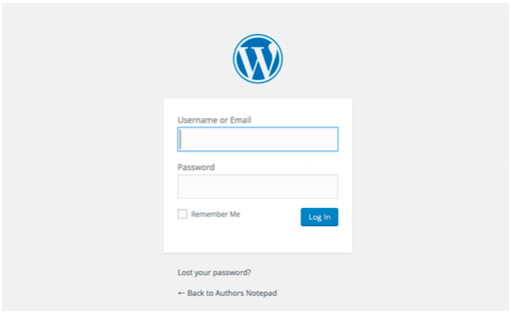 Username or Email
Password
Remember Me
Log In
Lost your password?
← Back to Authors Notepad